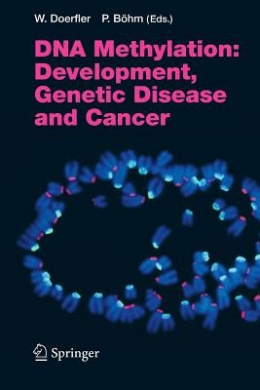 W. Doerfler P. Böhm (Eds.)
DNA Methylation:
Development,
Genetic Disease
and Cancer
Springer